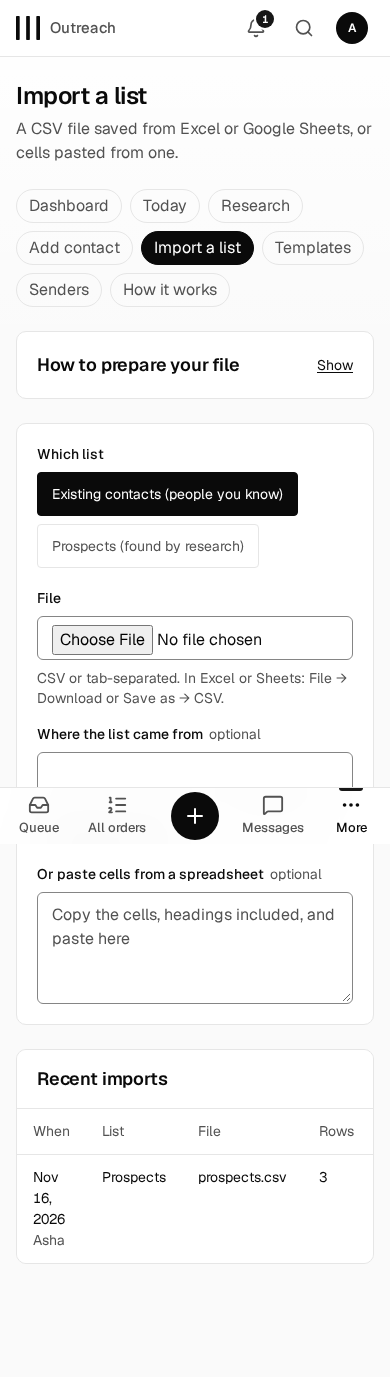 Outreach
1
A
Import a list
A CSV file saved from Excel or Google Sheets, or
cells pasted from one.
Dashboard
Today
Research
Add contact
Import a list
Templates
Senders
How it works
How to prepare your file
Show
Which list
Existing contacts (people you know)
Prospects (found by research)
File
Choose File No file chosen
CSV or tab-separated. In Excel or Sheets: File →
Download or Save as → CSV.
Where the list came from optional
Queue
All orders
Messages
More
Or paste cells from a spreadsheet optional
Copy the cells, headings included, and
paste here
Recent imports
When List File Rows
Nov Prospects prospects.csv 3
16,
2026
Asha